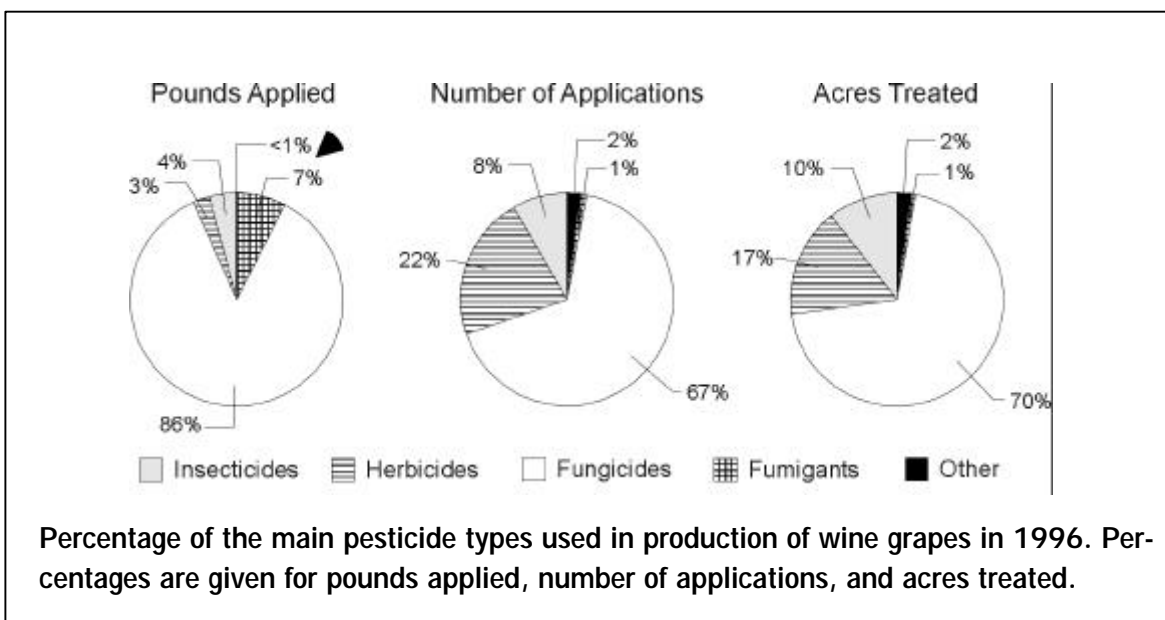 Pounds Applied
Number of Applications
Acres Treated
<1%
4%
3%
7%
86%
2%
8%
1%
22%
67%
2%
10%
1%
17%
70%
Insecticides
Herbicides
Fungicides
Fumigants
Other
Percentage of the main pesticide types used in production of wine grapes in 1996. Per-
centages are given for pounds applied, number of applications, and acres treated.